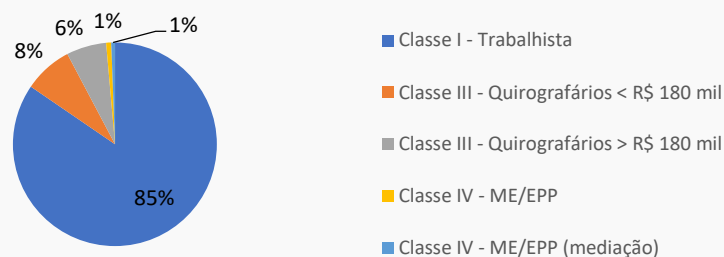 1%
1%
6%
8%
85%
Classe I - Trabalhista
Classe III - Quirografários < R$ 180 mil
Classe III - Quirografários > R$ 180 mil
Classe IV - ME/EPP
Classe IV - ME/EPP (mediação)